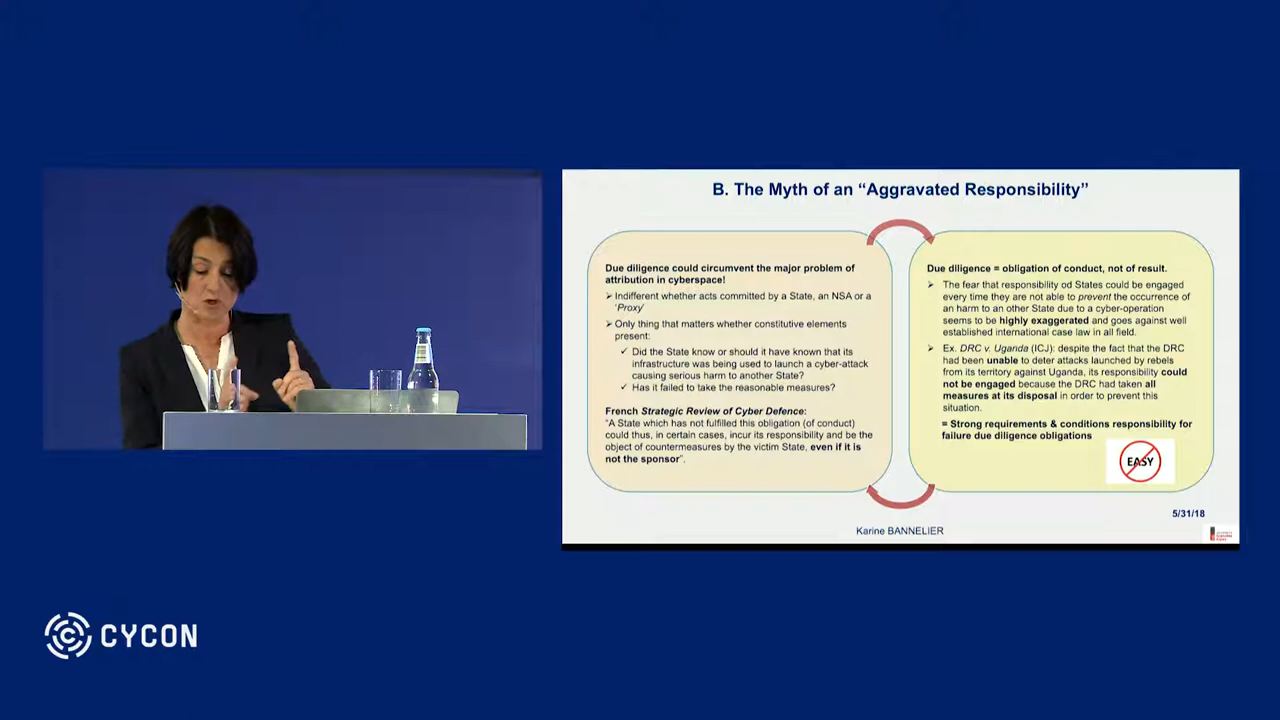 B. The Myth of an “Aggravated Responsibility”
Due diligence could circumvent the major problem of
attribution in cyberspace!
Indifferent whether acts committed by a State, an NSA or a
‘Proxy’
Only thing that matters whether constitutive elements
present:
Did the State know or should it have known that its
infrastructure was being used to launch a cyber-attack
causing serious harm to another State?
Has it failed to take the reasonable measures?
French Strategic Review of Cyber Defence:
“A State which has not fulfilled this obligation (of conduct)
could thus, in certain cases, incur its responsibility and be the
object of countermeasures by the victim State, even if it is
not the sponsor”.
Due diligence = obligation of conduct, not of result.
The fear that responsibility od States could be engaged
every time they are not able to prevent the occurrence of
an harm to an other State due to a cyber-operation
seems to be highly exaggerated and goes against well
established international case law in all field.
Ex. DRC v. Uganda (ICJ): despite the fact that the DRC
had been unable to deter attacks launched by rebels
from its territory against Uganda, its responsibility could
not be engaged because the DRC had taken all
measures at its disposal in order to prevent this
situation.
= Strong requirements & conditions responsibility for
failure due diligence obligations
EASY
5/31/18
Karine BANNELIER
CYCON